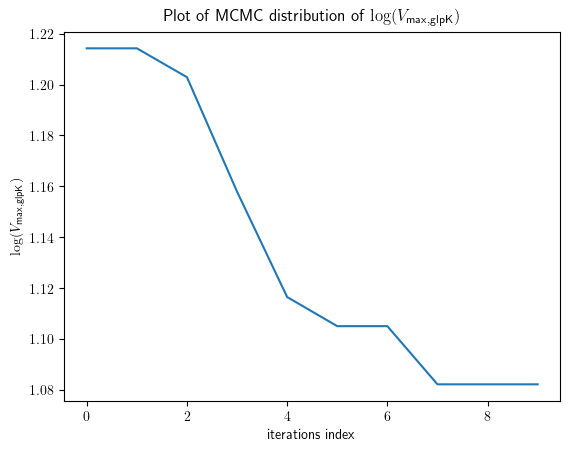 Plot of MCMC distribution of log(V_max,glpK)
1.22
1.20
1.18
1.16
1.14
1.12
1.10
1.08
log(V_max,glpK)
0 2 4 6 8
iterations index